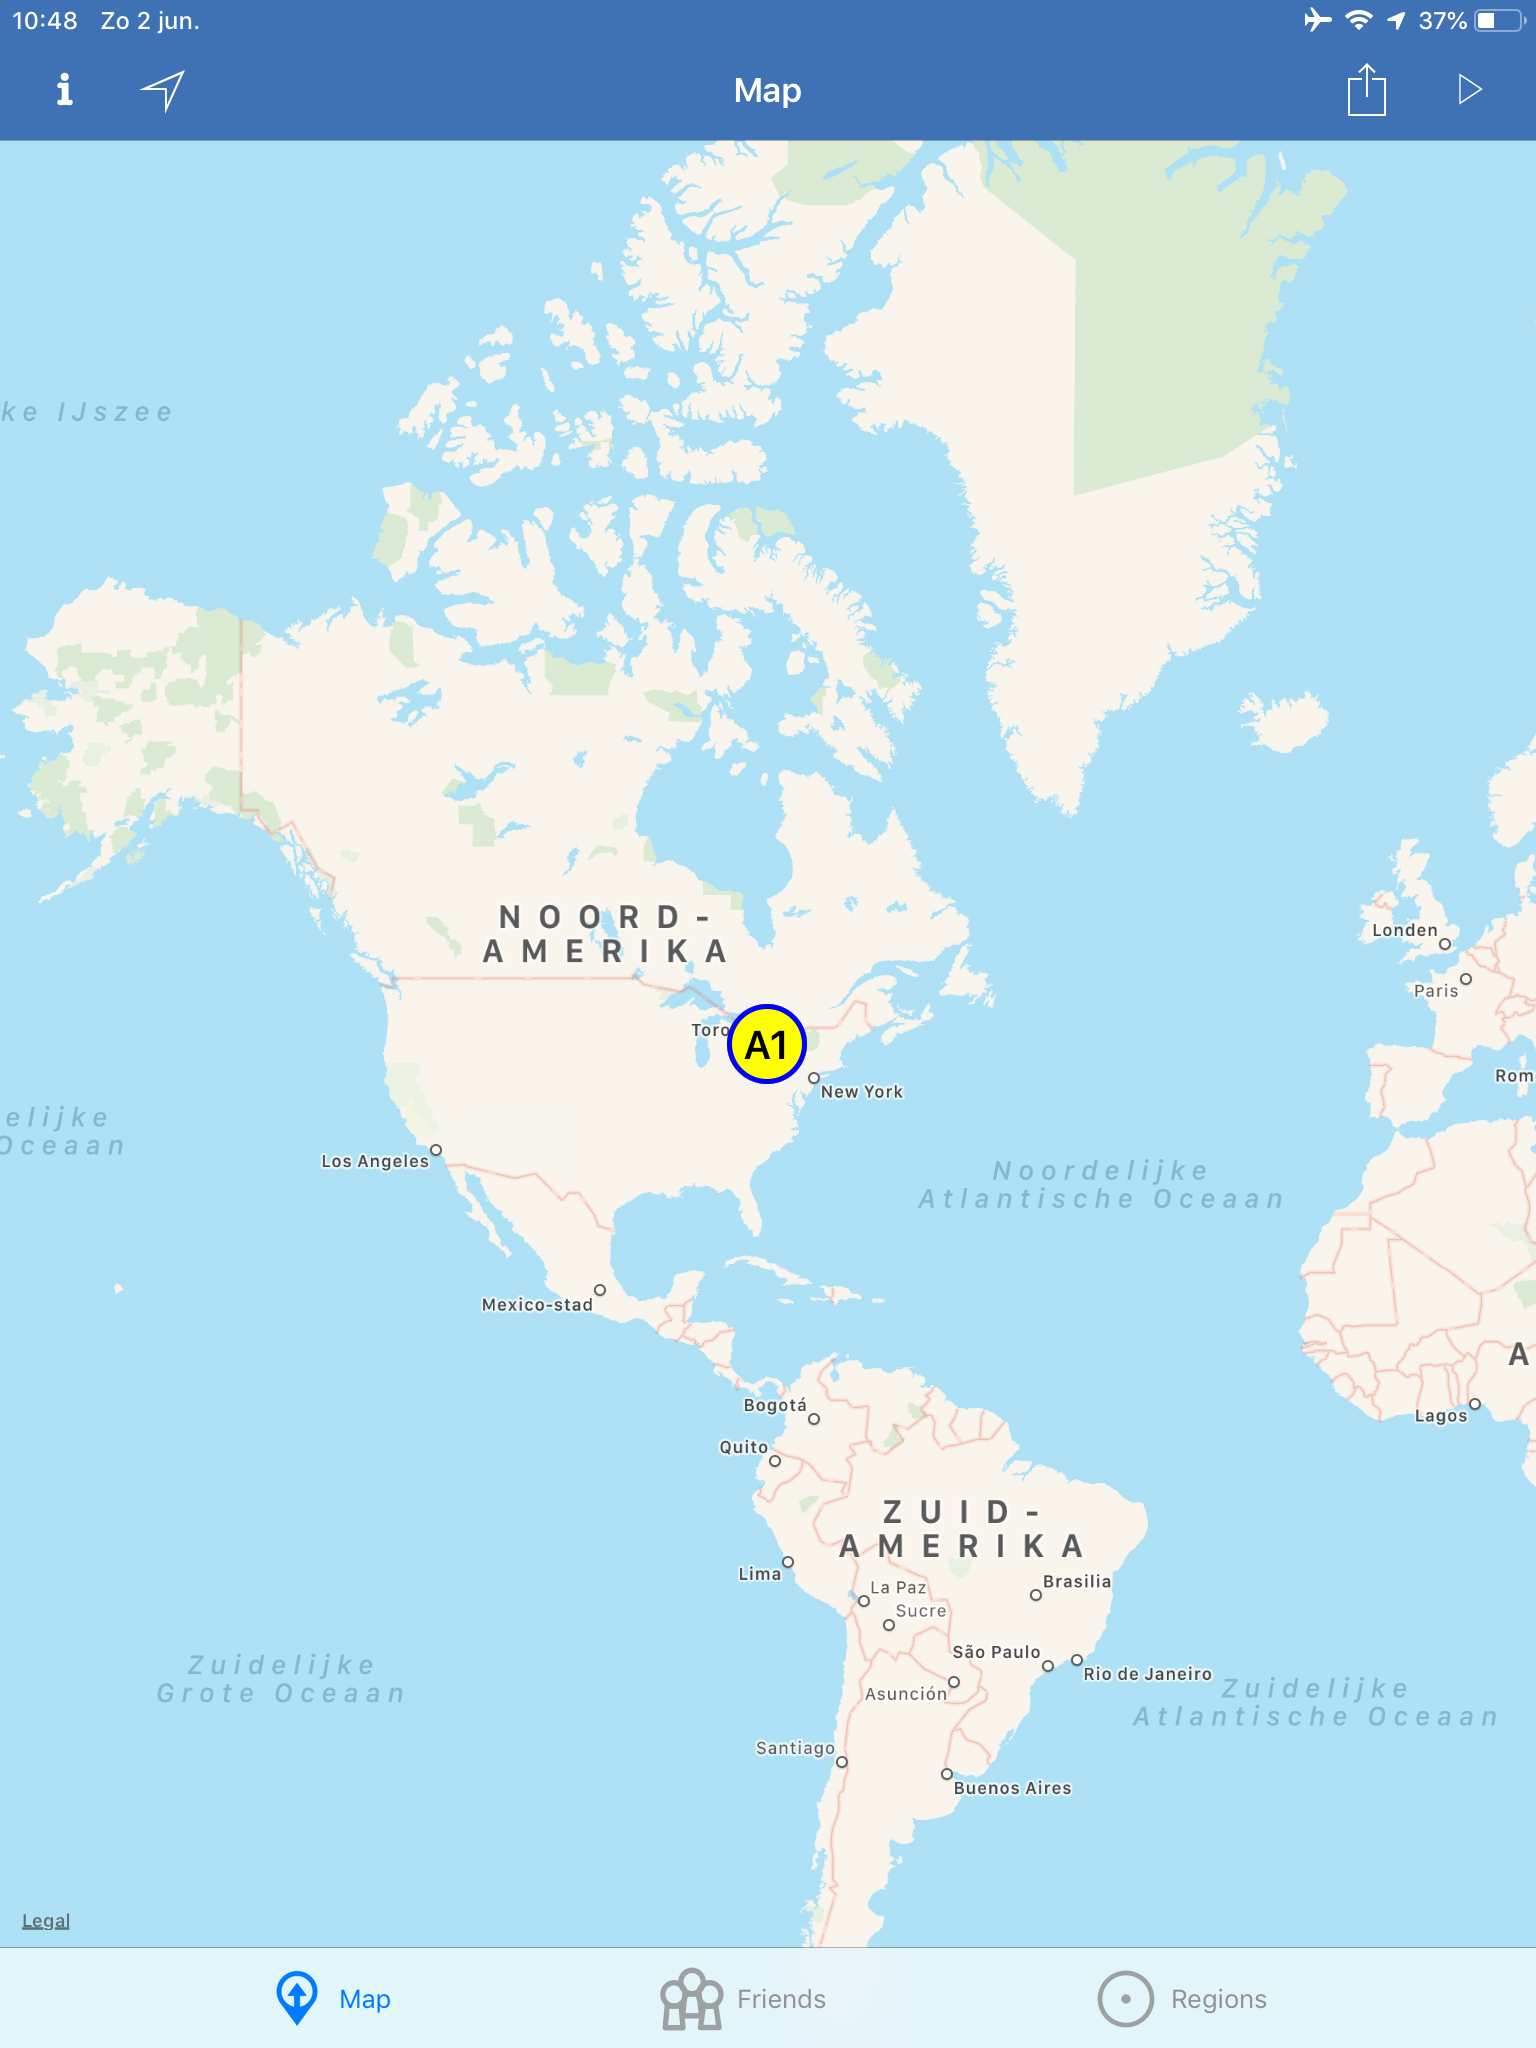 10:48 Zo 2 jun. 37%
Map
ke IJszee
NOORD-
AMERIKA
Londen
Paris
Toro
A1
Rom
New York
elijke
Oceaan
Los Angeles
Noordelijke
Atlantische Oceaan
Mexico-stad
A
Bogotá
Lagos
Quito
ZUID-
AMERIKA
Lima
La Paz
Brasilia
Sucre
São Paulo
Rio de Janeiro
Zuidelijke
Grote Oceaan
Asunción
Zuidelijke
Atlantische Oceaan
Santiago
Buenos Aires
Legal
Map
Friends
Regions